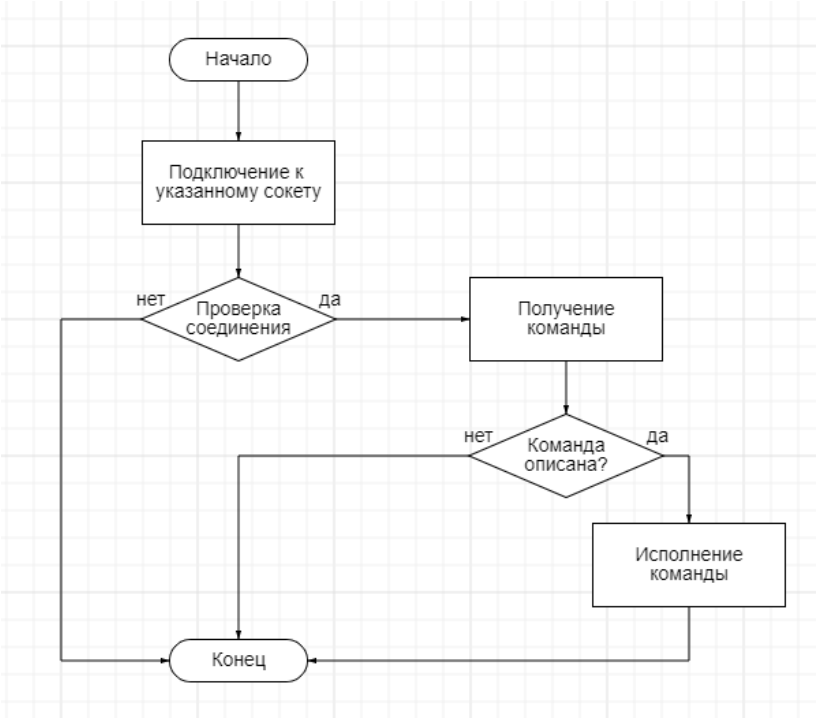 Начало
Подключение к
указанному сокету
нет
да
Проверка
соединения
Получение
команды
нет
да
Команда
описана?
Исполнение
команды
Конец